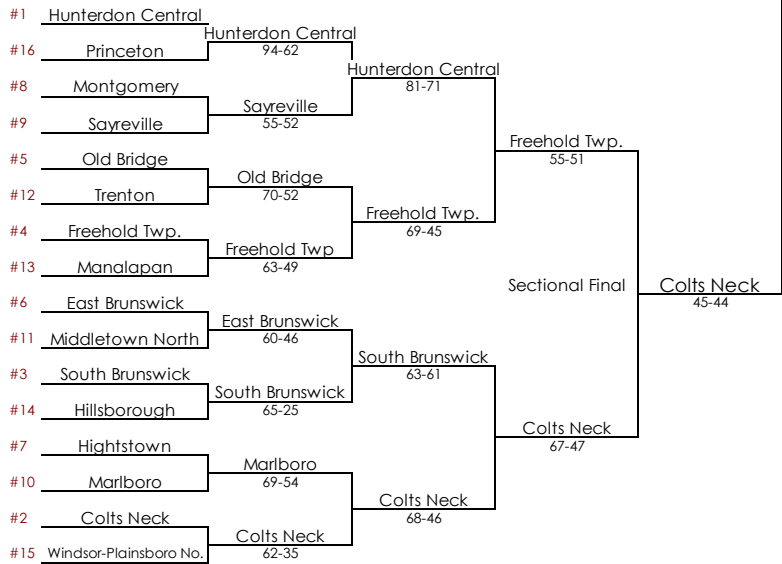 #1 Hunterdon Central
Hunterdon Central
#16 Princeton
94-62
Hunterdon Central
#8 Montgomery
81-71
Sayreville
#9 Sayreville
55-52
Freehold Twp.
#5 Old Bridge
55-51
Old Bridge
#12 Trenton
70-52
Freehold Twp.
#4 Freehold Twp.
69-45
Freehold Twp
#13 Manalapan
63-49
Sectional Final
Colts Neck
#6 East Brunswick
45-44
East Brunswick
#11 Middletown North
60-46
South Brunswick
#3 South Brunswick
63-61
South Brunswick
#14 Hillsborough
65-25
Colts Neck
#7 Hightstown
67-47
Marlboro
#10 Marlboro
69-54
Colts Neck
#2 Colts Neck
68-46
Colts Neck
#15 Windsor-Plainsboro No.
62-35